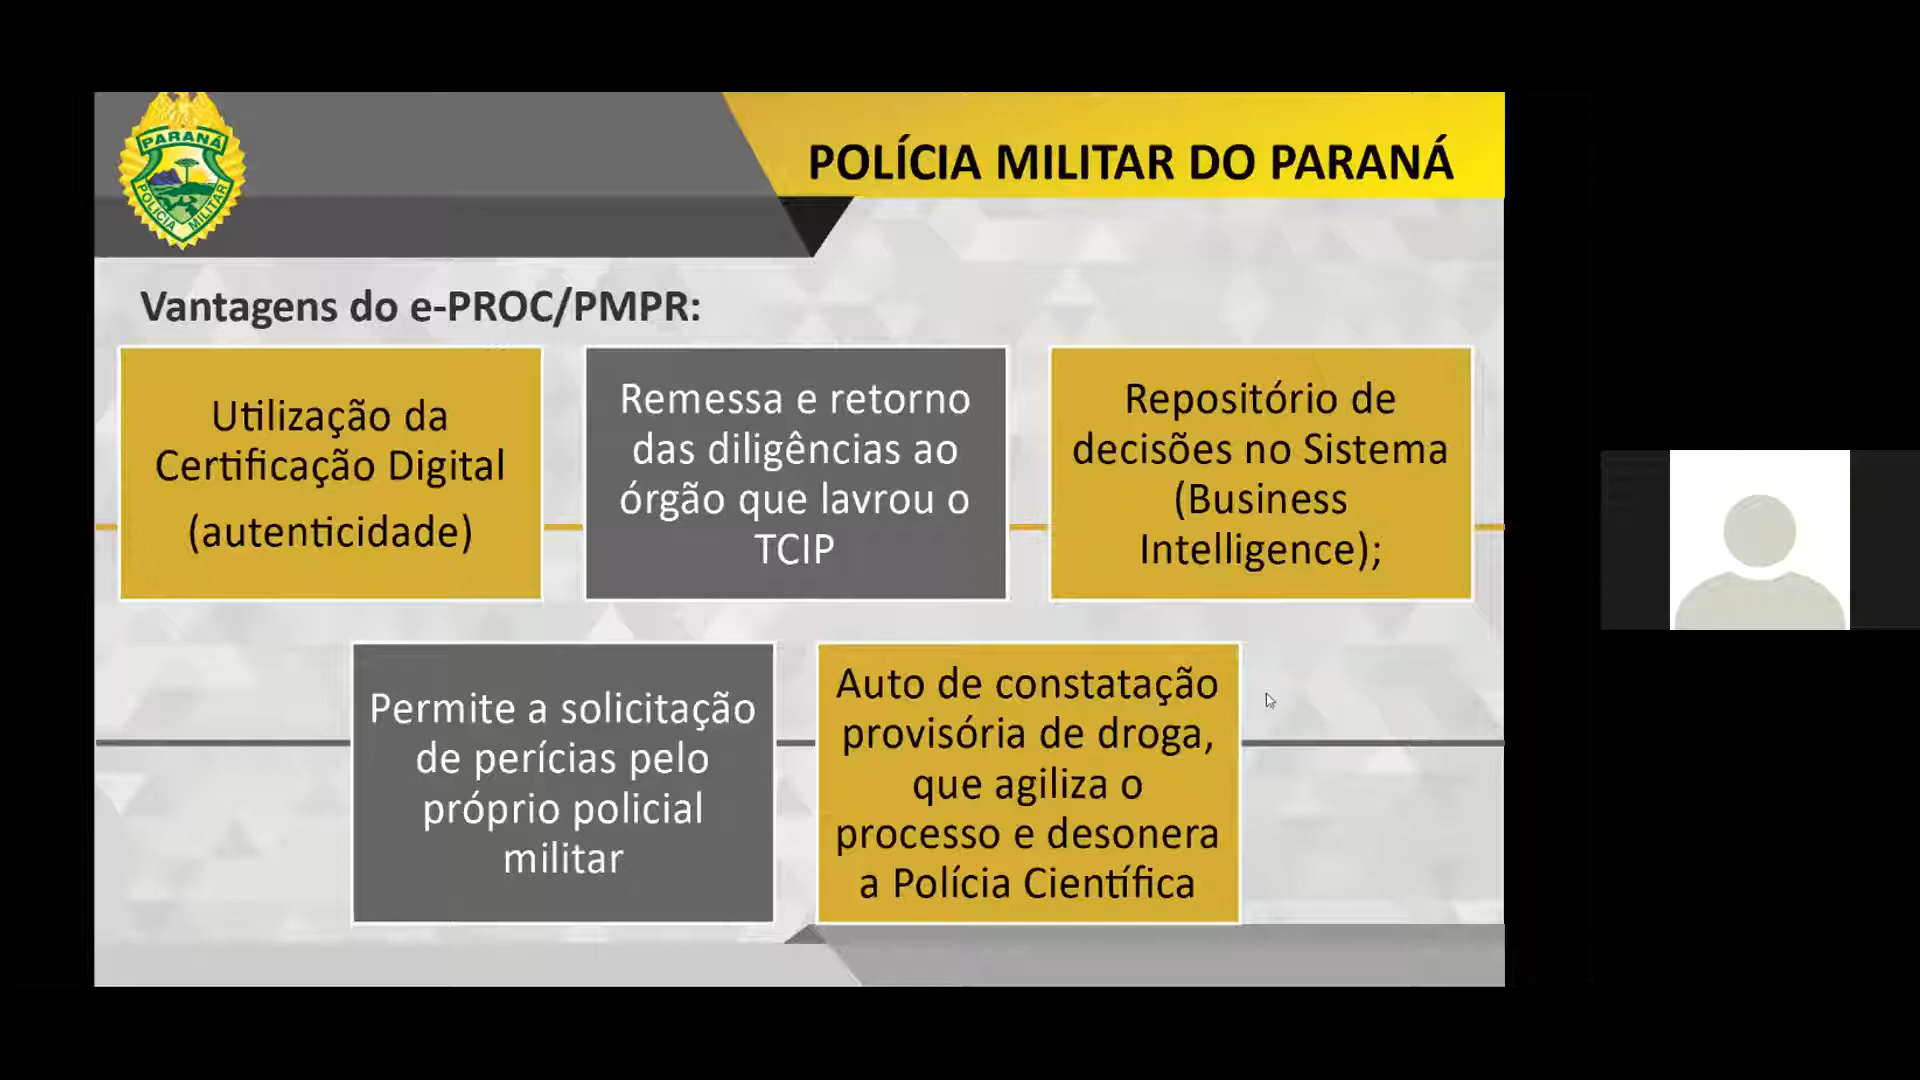 PARANÁ
POLÍCIA MILITAR
POLÍCIA MILITAR DO PARANÁ
Vantagens do e-PROC/PMPR:
Utilização da
Certificação Digital
(autenticidade)
Remessa e retorno
das diligências ao
órgão que lavrou o
TCIP
Repositório de
decisões no Sistema
(Business
Intelligence);
Permite a solicitação
de perícias pelo
próprio policial
militar
Auto de constatação
provisória de droga,
que agiliza o
processo e desonera
a Polícia Científica